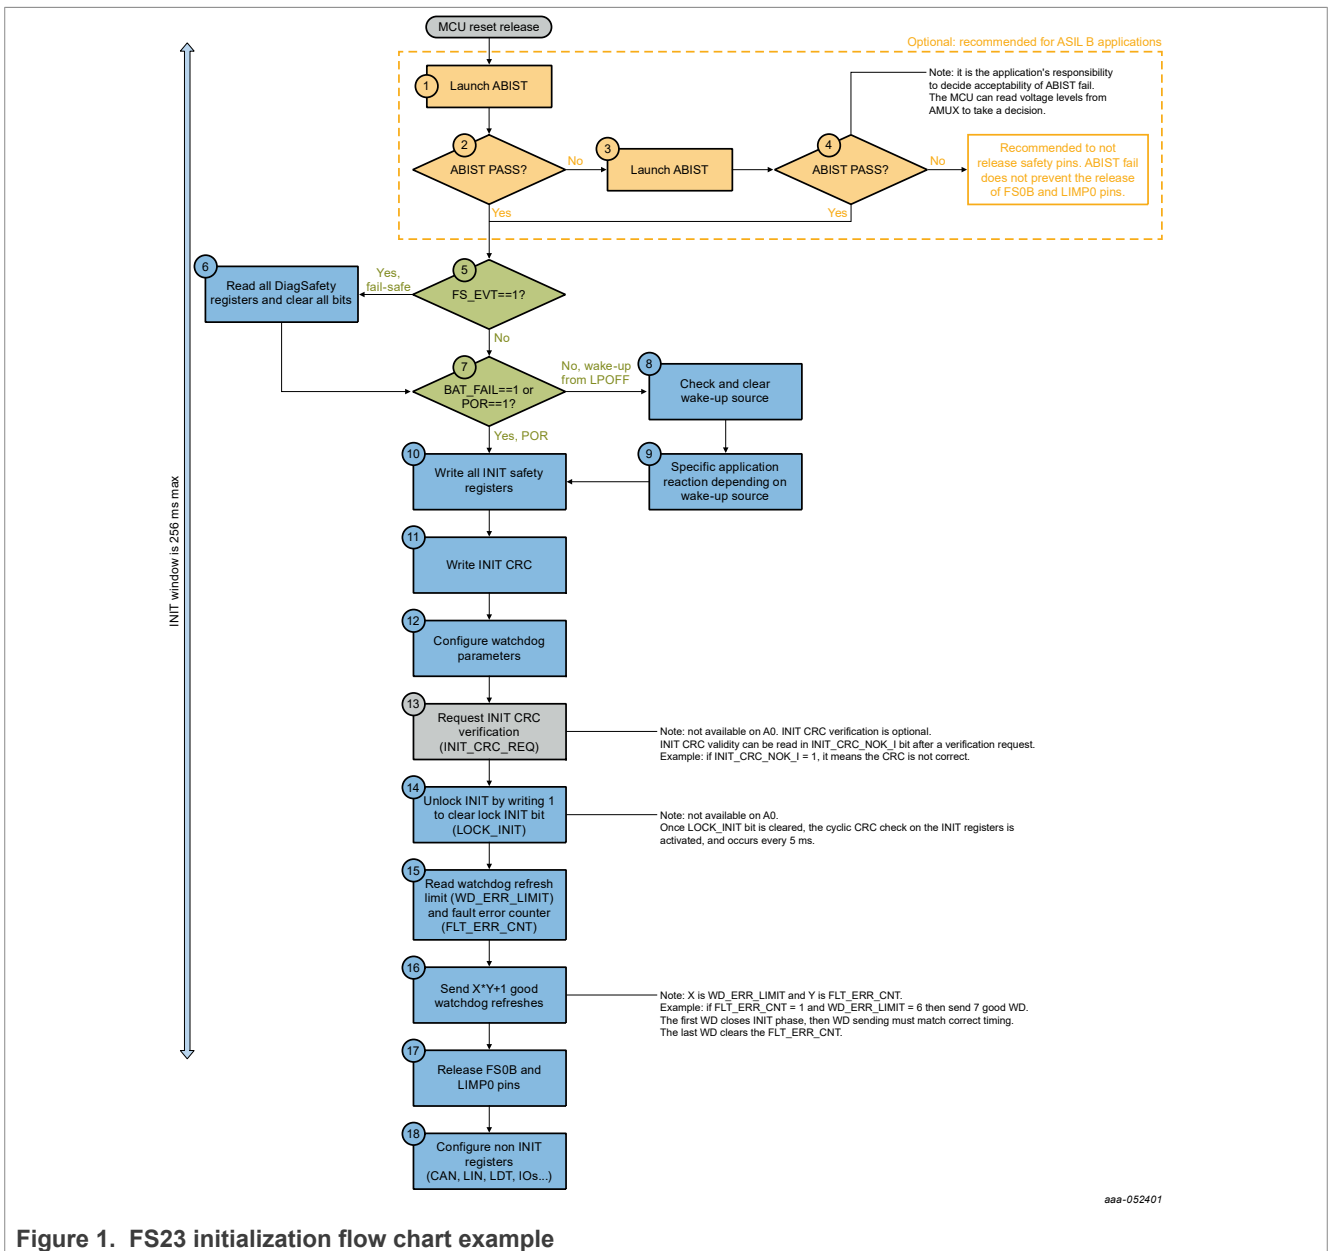 MCU reset release
Optional: recommended for ASIL B applications
1
Launch ABIST
Note: it is the application's responsibility
to decide acceptability of ABIST fail.
The MCU can read voltage levels from
AMUX to take a decision.
2
ABIST PASS?
No
3
Launch ABIST
4
ABIST PASS?
No
Recommended to not
release safety pins. ABIST fail
does not prevent the release
of FS0B and LIMP0 pins.
Yes
Yes
5
FS_EVT==1?
Yes,
fail-safe
6
Read all DiagSafety
registers and clear all bits
No
7
BAT_FAIL==1 or
POR==1?
No, wake-up
from LPOFF
8
Check and clear
wake-up source
Yes, POR
9
Specific application
reaction depending on
wake-up source
10
Write all INIT safety
registers
11
Write INIT CRC
INIT window is 256 ms max
12
Configure watchdog
parameters
13
Request INIT CRC
verification
(INIT_CRC_REQ)
Note: not available on A0. INIT CRC verification is optional.
INIT CRC validity can be read in INIT_CRC_NOK_I bit after a verification request.
Example: if INIT_CRC_NOK_I = 1, it means the CRC is not correct.
14
Unlock INIT by writing 1
to clear lock INIT bit
(LOCK_INIT)
Note: not available on A0.
Once LOCK_INIT bit is cleared, the cyclic CRC check on the INIT registers is
activated, and occurs every 5 ms.
15
Read watchdog refresh
limit (WD_ERR_LIMIT)
and fault error counter
(FLT_ERR_CNT)
16
Send X*Y+1 good
watchdog refreshes
Note: X is WD_ERR_LIMIT and Y is FLT_ERR_CNT.
Example: if FLT_ERR_CNT = 1 and WD_ERR_LIMIT = 6 then send 7 good WD.
The first WD closes INIT phase, then WD sending must match correct timing.
The last WD clears the FLT_ERR_CNT.
17
Release FS0B and
LIMP0 pins
18
Configure non INIT
registers
(CAN, LIN, LDT, IOs...)
aaa-052401
Figure 1. FS23 initialization flow chart example